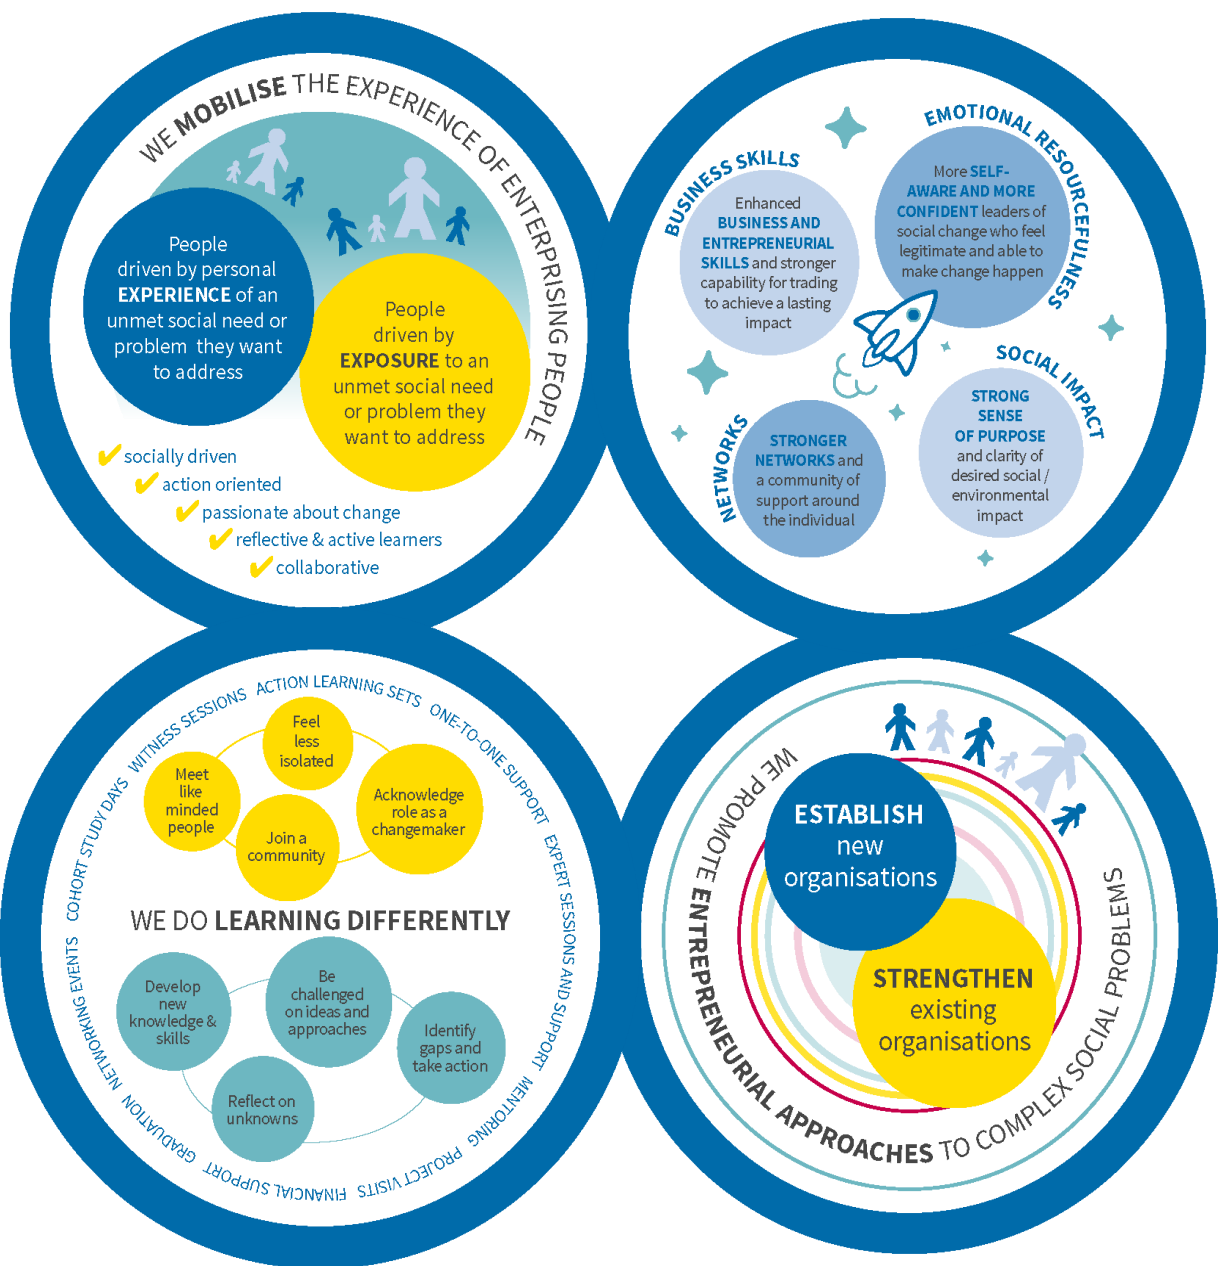 WE MOBILISE THE EXPERIENCE OF ENTERPRISING PEOPLE
People
driven by personal
EXPERIENCE of an
unmet social need or
problem they want
to address
People
driven by
EXPOSURE to an
unmet social need
or problem they
want to address
socially driven
action oriented
passionate about change
reflective & active learners
collaborative
BUSINESS SKILLS
Enhanced
BUSINESS AND
ENTREPRENEURIAL
SKILLS and stronger
capability for trading
to achieve a lasting
impact
EMOTIONAL RESOURCEFULNESS
More SELF-
AWARE AND MORE
CONFIDENT leaders of
social change who feel
legitimate and able to
make change happen
NETWORKS
STRONGER
NETWORKS and
a community of
support around
the individual
SOCIAL IMPACT
STRONG
SENSE
OF PURPOSE
and clarity of
desired social /
environmental
impact
COHORT STUDY DAYS WITNESS SESSIONS ACTION LEARNING SETS ONE-TO-ONE SUPPORT EXPERT SESSIONS AND SUPPORT MENTORING PROJECT VISITS FINANCIAL SUPPORT GRADUATION NETWORKING EVENTS
Feel
less
isolated
Meet
like
minded
people
Acknowledge
role as a
changemaker
Join a
community
WE DO LEARNING DIFFERENTLY
Develop
new
knowledge &
skills
Be
challenged
on ideas and
approaches
Identify
gaps and
take action
Reflect on
unknowns
WE PROMOTE ENTREPRENEURIAL APPROACHES TO COMPLEX SOCIAL PROBLEMS
ESTABLISH
new
organisations
STRENGTHEN
existing
organisations